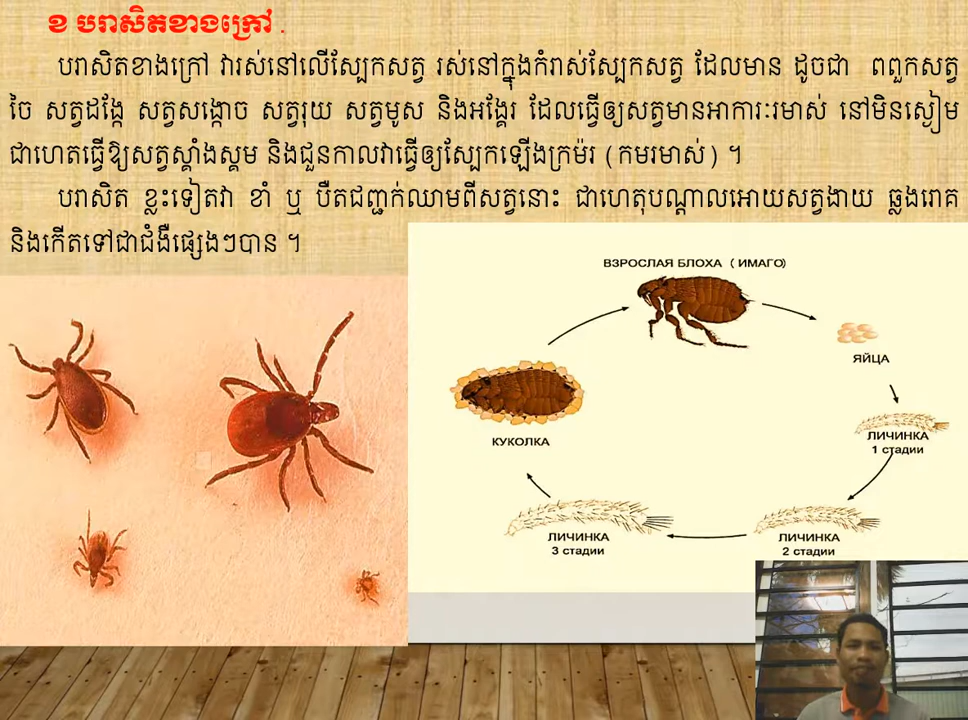 ខ បរាសិតខាងក្រៅ .
បរាសិតខាងក្រៅ វារស់នៅលើស្បែកសត្វ រស់នៅក្នុងកំរាស់ស្បែកសត្វ ដែលមាន ដូចជា ពពួកសត្វ
ចៃ សត្វដង្កែ សត្វសង្កោច សត្វរុយ សត្វមូស និងអង្គែរ ដែលធ្វើឲ្យសត្វមានអាការៈរមាស់ នៅមិនស្ងៀម
ជាហេតធ្វើឱ្យសត្វស្គាំងស្គម និងជួនកាលវាធ្វើឲ្យស្បែកឡើងក្រម៉រ (កមរមាស់) ។
បរាសិត ខ្លះទៀតវា ខាំ ឬ បឺតជញ្ជក់ឈាមពីសត្វនោះ ជាហេតុបណ្តាលអោយសត្វងាយ ឆ្លងរោគ
និងកើតទៅជាជំងឺផ្សេងៗបាន ។
ВЗРОСЛАЯ БЛОХА ( ИМАГО)
ЯЙЦА
КУКОЛКА
ЛИЧИНКА
1 стадии
ЛИЧИНКА
3 стадии
ЛИЧИНКА
2 стадии